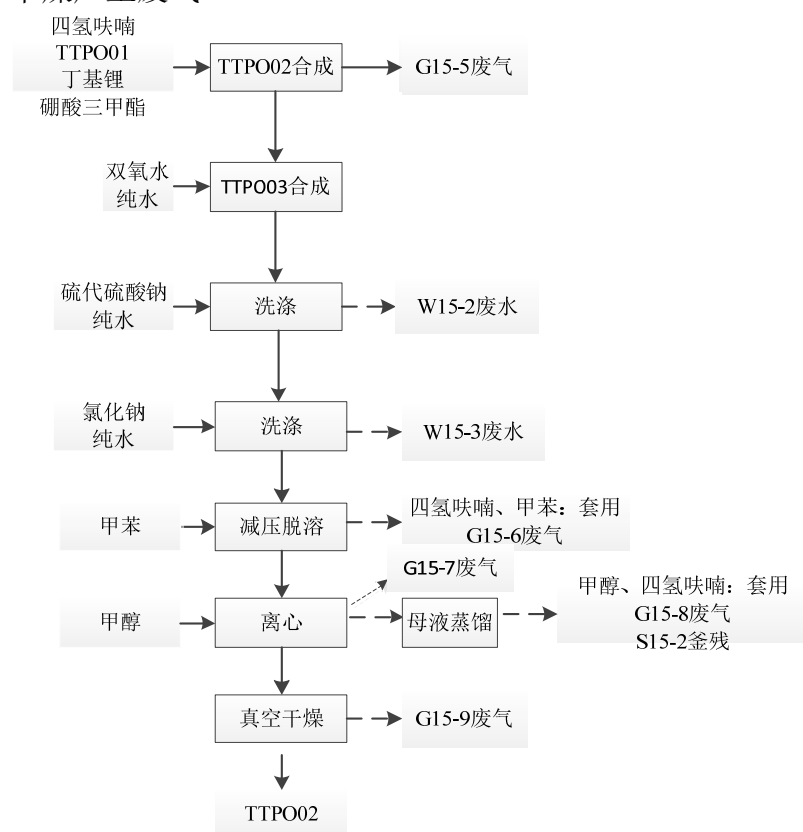 四氢呋喃
TTPO01
丁基锂
硼酸三甲酯
TTPO02合成
G15-5废气
双氧水
纯水
TTPO03合成
硫代硫酸钠
纯水
洗涤
W15-2废水
氯化钠
纯水
洗涤
W15-3废水
甲苯
减压脱溶
四氢呋喃、甲苯：套用
G15-6废气
G15-7废气
甲醇
离心
母液蒸馏
甲醇、四氢呋喃：套用
G15-8废气
S15-2釜残
真空干燥
G15-9废气
TTPO02